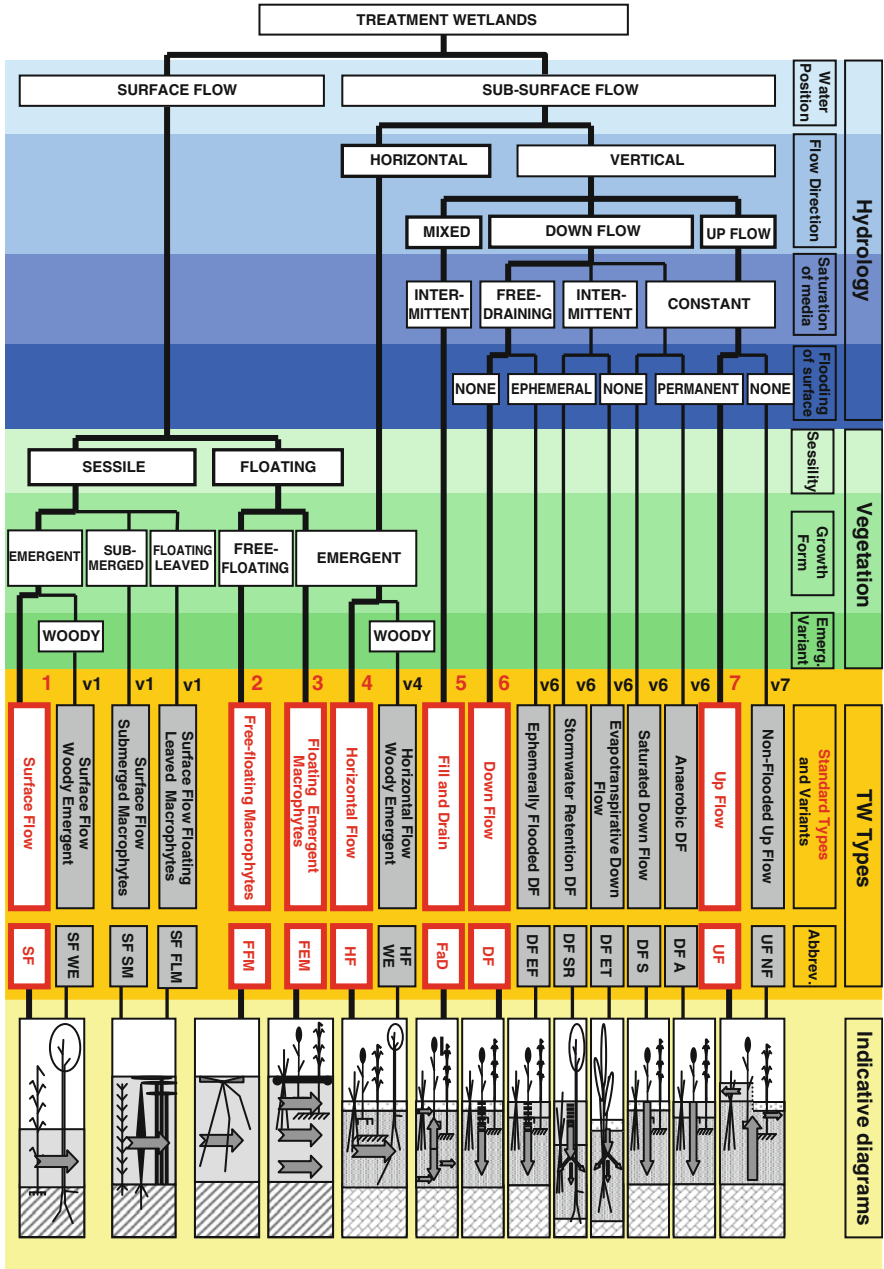 TREATMENT WETLANDS
SURFACE FLOW
SUB-SURFACE FLOW
Water
Position
HORIZONTAL
VERTICAL
Flow Direction
Hydrology
MIXED
DOWN FLOW
UP FLOW
INTER-
MITTENT
FREE-
DRAINING
INTER-
MITTENT
CONSTANT
Saturation
of media
NONE
EPHEMERAL
NONE
PERMANENT
NONE
Flooding
of surface
SESSILE
FLOATING
Sessility
Vegetation
EMERGENT
SUB-
MERGED
FLOATING
LEAVED
FREE-
FLOATING
EMERGENT
Growth
Form
WOODY
WOODY
Emerg.
Variant
1
v1
v1
v1
2
3
4
v4
5
6
v6
v6
v6
v6
v6
7
v7
Surface Flow
Surface Flow
Woody Emergent
Surface Flow
Submerged Macrophytes
Surface Flow Floating
Leaved Macrophytes
Free-floating Macrophytes
Floating Emergent
Macrophytes
Horizontal Flow
Horizontal Flow
Woody Emergent
Fill and Drain
Down Flow
Ephemerally Flooded DF
Stormwater Retention DF
Evapotranspirative Down
Flow
Saturated Down Flow
Anaerobic DF
Up Flow
Non-Flooded Up Flow
Standard Types
and Variants
TW Types
SF
SF WE
SF SM
SF FLM
FFM
FEM
HF
HF
WE
FaD
DF
DF EF
DF SR
DF ET
DF S
DF A
UF
UF NF
Abbrev.
Indicative diagrams